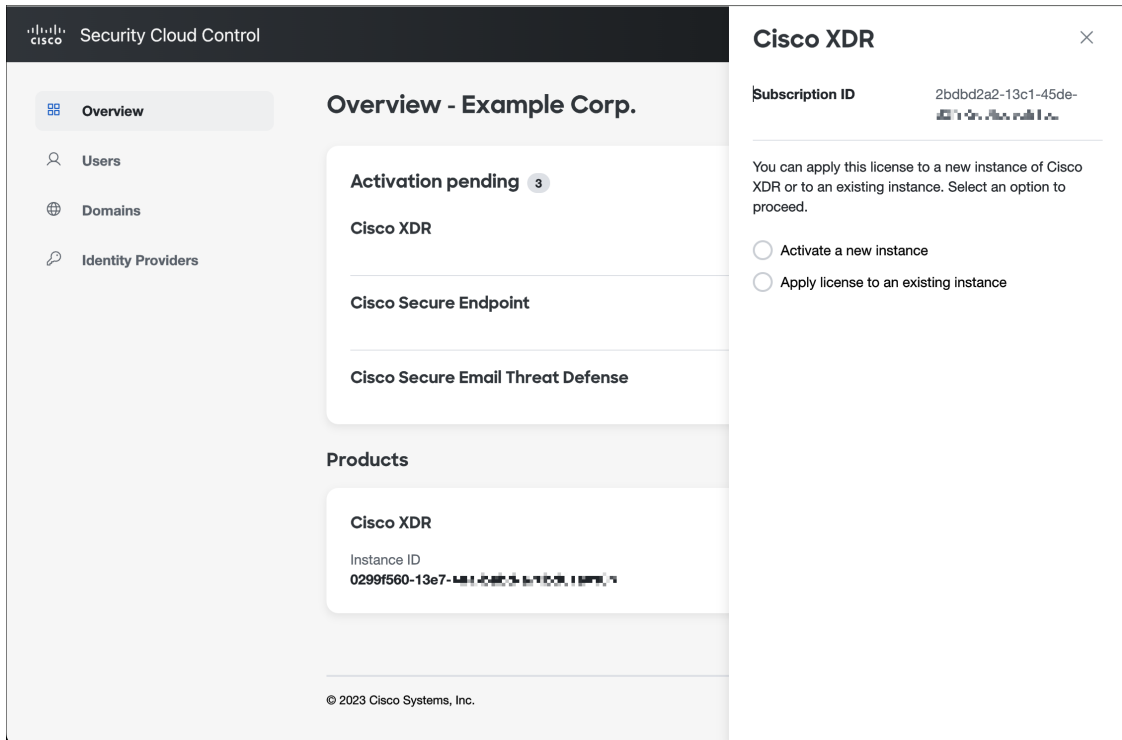 CISCO Security Cloud Control
Overview
Users
Domains
Identity Providers
Overview - Example Corp.
Activation pending 3
Cisco XDR
Cisco Secure Endpoint
Cisco Secure Email Threat Defense
Products
Cisco XDR
Instance ID
0299f560-13e7-
© 2023 Cisco Systems, Inc.
Cisco XDR
Subscription ID 2bdbd2a2-13c1-45de-
You can apply this license to a new instance of Cisco
XDR or to an existing instance. Select an option to
proceed.
Activate a new instance
Apply license to an existing instance